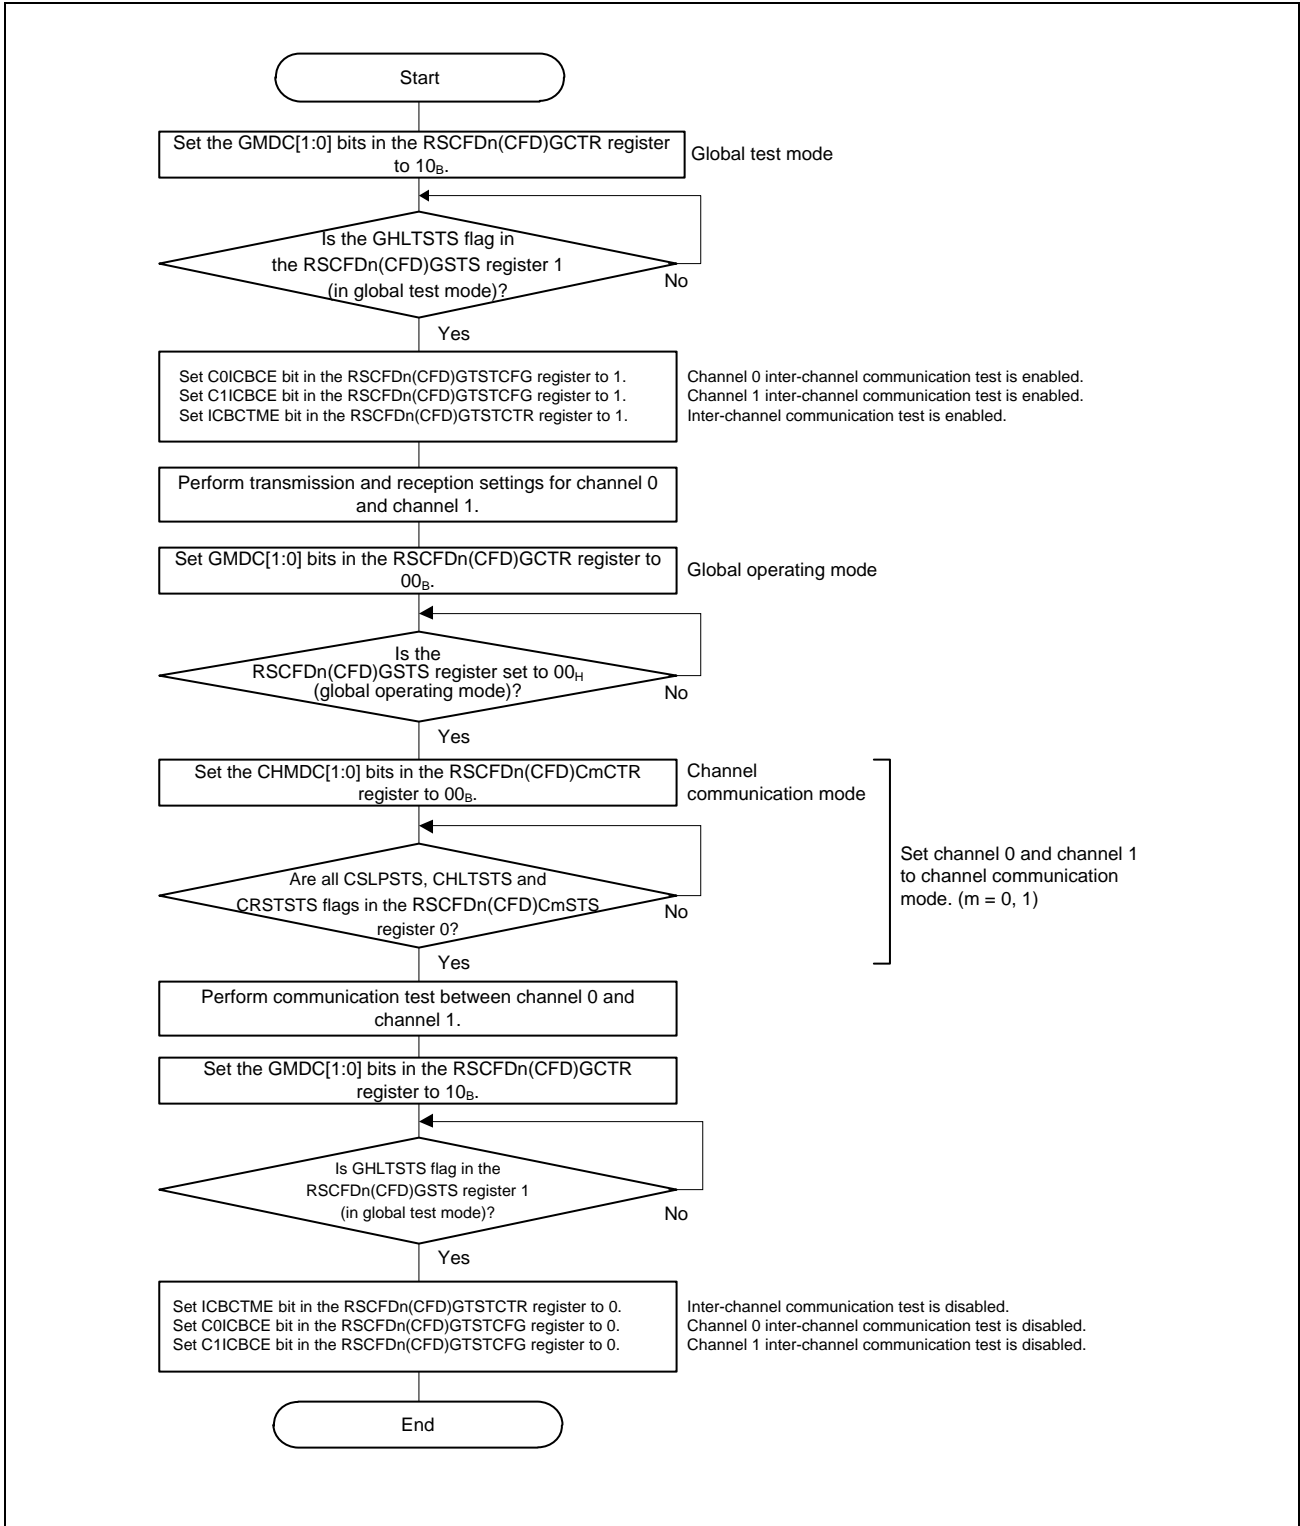 Start
Set the GMDC[1:0] bits in the RSCFDn(CFD)GCTR register
to 10B.
Global test mode
Is the GHLTSTS flag in
the RSCFDn(CFD)GSTS register 1
(in global test mode)?
No
Yes
Set C0ICBCE bit in the RSCFDn(CFD)GTSTCFG register to 1.
Set C1ICBCE bit in the RSCFDn(CFD)GTSTCFG register to 1.
Set ICBCTME bit in the RSCFDn(CFD)GTSTCTR register to 1.
Channel 0 inter-channel communication test is enabled.
Channel 1 inter-channel communication test is enabled.
Inter-channel communication test is enabled.
Perform transmission and reception settings for channel 0
and channel 1.
Set GMDC[1:0] bits in the RSCFDn(CFD)GCTR register to
00B.
Global operating mode
Is the
RSCFDn(CFD)GSTS register set to 00H
(global operating mode)?
No
Yes
Set the CHMDC[1:0] bits in the RSCFDn(CFD)CmCTR
register to 00B.
Channel
communication mode
Are all CSLPSTS, CHLTSTS and
CRSTSTS flags in the RSCFDn(CFD)CmSTS
register 0?
No
Yes
Set channel 0 and channel 1
to channel communication
mode. (m = 0, 1)
Perform communication test between channel 0 and
channel 1.
Set the GMDC[1:0] bits in the RSCFDn(CFD)GCTR
register to 10B.
Is GHLTSTS flag in the
RSCFDn(CFD)GSTS register 1
(in global test mode)?
No
Yes
Set ICBCTME bit in the RSCFDn(CFD)GTSTCTR register to 0.
Set C0ICBCE bit in the RSCFDn(CFD)GTSTCFG register to 0.
Set C1ICBCE bit in the RSCFDn(CFD)GTSTCFG register to 0.
Inter-channel communication test is disabled.
Channel 0 inter-channel communication test is disabled.
Channel 1 inter-channel communication test is disabled.
End